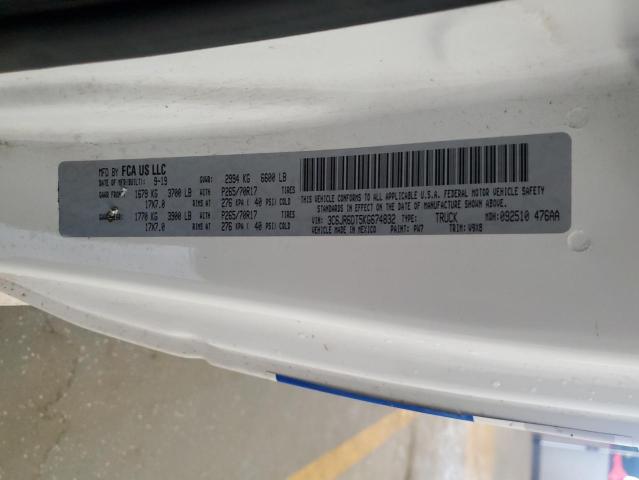 MFD BY FCA US LLC
DATE OF MFR(BUILT): 9-19 GVWR: 2994 KG 6600 LB
GAWR 1679 KG 3700 LB WITH P265/70R17 TIRES
17X7.0 RIMS AT 276 KPA ( 40 PSI) COLD
1770 KG 3900 LB WITH P265/70R17 TIRES
17X7.0 RIMS AT 276 KPA ( 40 PSI) COLD
THIS VEHICLE CONFORMS TO ALL APPLICABLE U.S.A. FEDERAL MOTOR VEHICLE SAFETY
STANDARDS IN EFFECT ON THE DATE OF MANUFACTURE SHOWN ABOVE.
VIN: 3C6JR6DT5KG674832 TYPE: TRUCK MDH: 092510 476AA
VEHICLE MADE IN MEXICO PAINT: PW7 TRIM: V9X8